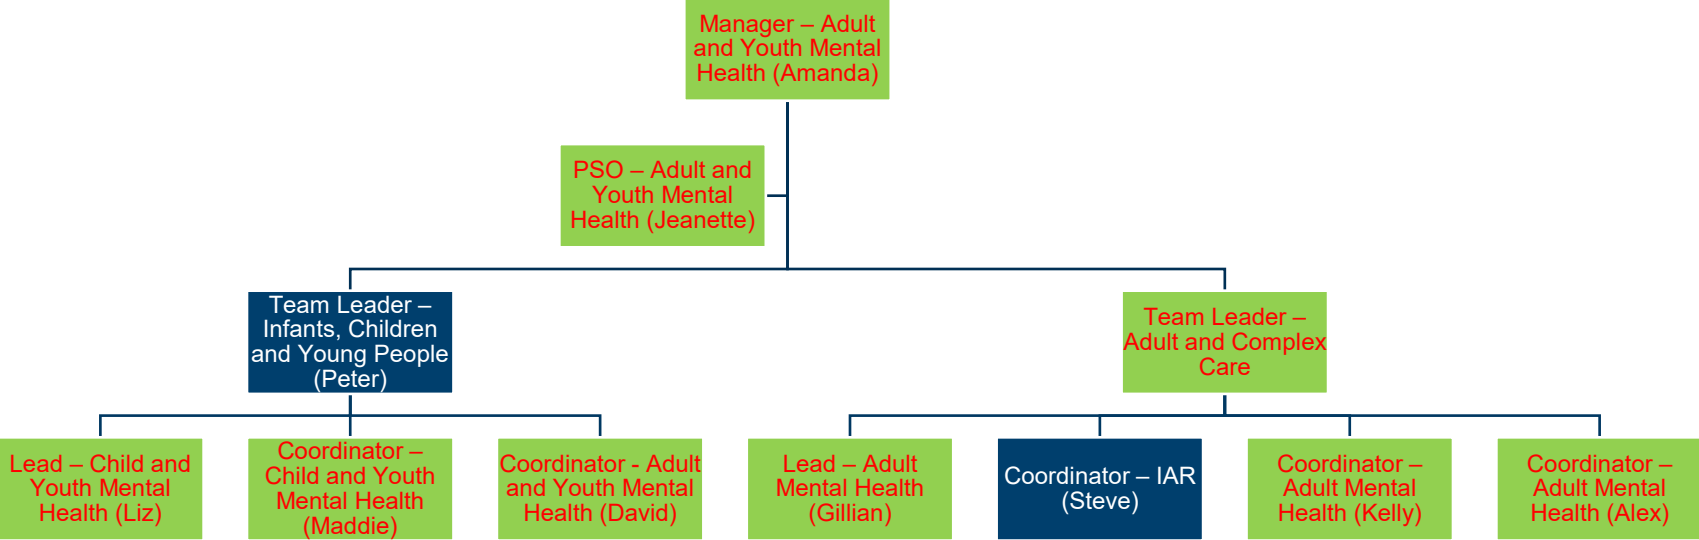 Manager – Adult
and Youth Mental
Health (Amanda)
PSO – Adult and
Youth Mental
Health (Jeanette)
Team Leader –
Infants, Children
and Young People
(Peter)
Team Leader –
Adult and Complex
Care
Lead – Child and
Youth Mental
Health (Liz)
Coordinator –
Child and Youth
Mental Health
(Maddie)
Coordinator - Adult
and Youth Mental
Health (David)
Lead – Adult
Mental Health
(Gillian)
Coordinator – IAR
(Steve)
Coordinator –
Adult Mental
Health (Kelly)
Coordinator –
Adult Mental
Health (Alex)